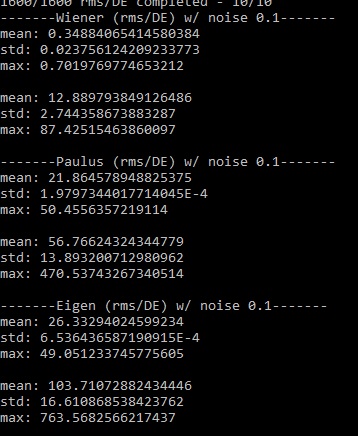 1600/1600 rms/DE completed - 10/10
-------Wiener (rms/DE) w/ noise 0.1-------
mean: 0.34884065414580384
std: 0.023756124209233773
max: 0.7019769774653212
mean: 12.889793849126486
std: 2.744358673883287
max: 87.42515463860097
-------Paulus (rms/DE) w/ noise 0.1-------
mean: 21.864578948825375
std: 1.9797344017714045E-4
max: 50.4556357219114
mean: 56.76624324344779
std: 13.893200712980962
max: 470.53743267340514
-------Eigen (rms/DE) w/ noise 0.1-------
mean: 26.33294024599234
std: 6.536436587190915E-4
max: 49.051233745775605
mean: 103.71072882434446
std: 16.610868538423762
max: 763.5682566217437